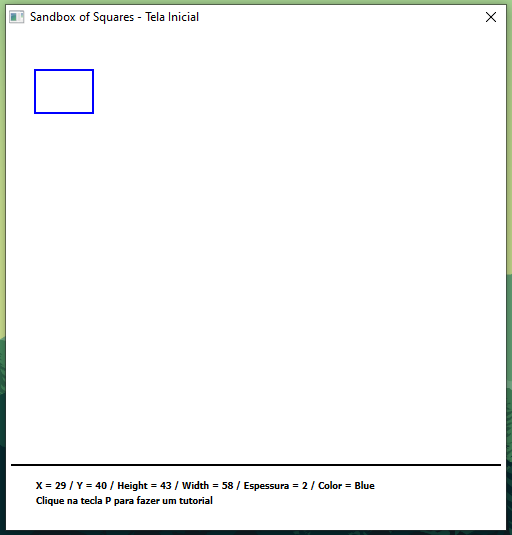 Sandbox of Squares - Tela Inicial
X = 29 / Y = 40 / Height = 43 / Width = 58 / Espessura = 2 / Color = Blue
Clique na tecla P para fazer um tutorial